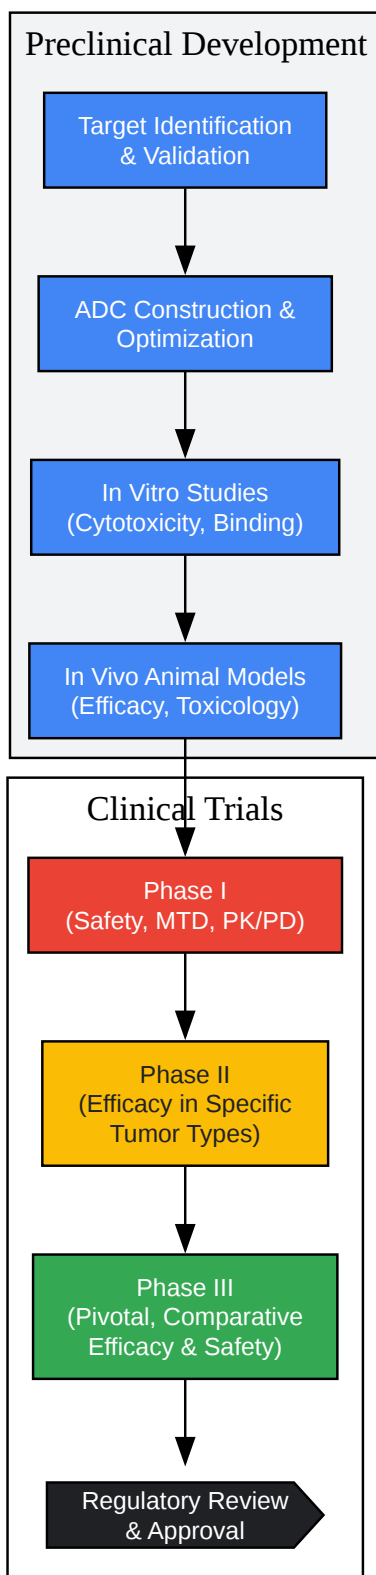 Preclinical Development
Target Identification
& Validation
ADC Construction &
Optimization
In Vitro Studies
(Cytotoxicity, Binding)
In Vivo Animal Models
(Efficacy, Toxicology)
Clinical Trials
Phase I
(Safety, MTD, PK/PD)
Phase II
(Efficacy in Specific
Tumor Types)
Phase III
(Pivotal, Comparative
Efficacy & Safety)
Regulatory Review
& Approval